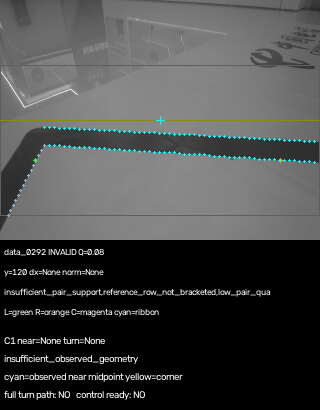 data_0292 INVALID Q=0.08
y=120 dx=None norm=None
insufficient_pair_support,reference_row_not_bracketed,low_pair_qua
L=green R=orange C=magenta cyan=ribbon
C1 near=None turn=None
insufficient_observed_geometry
cyan=observed near midpoint yellow=corner
full turn path: NO control ready: NO